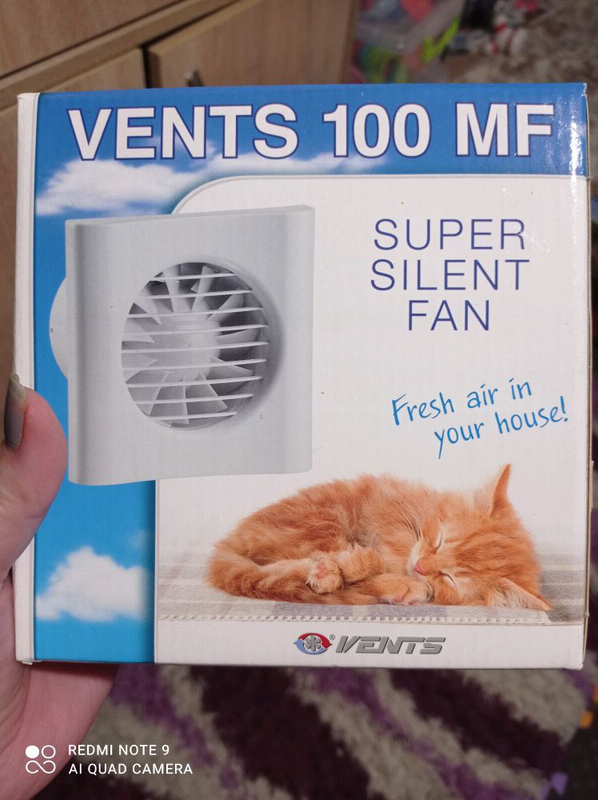 VENTS 100 MF
SUPER
SILENT
FAN
Fresh air in
your house!
® VENTS
REDMI NOTE 9
AI QUAD CAMERA